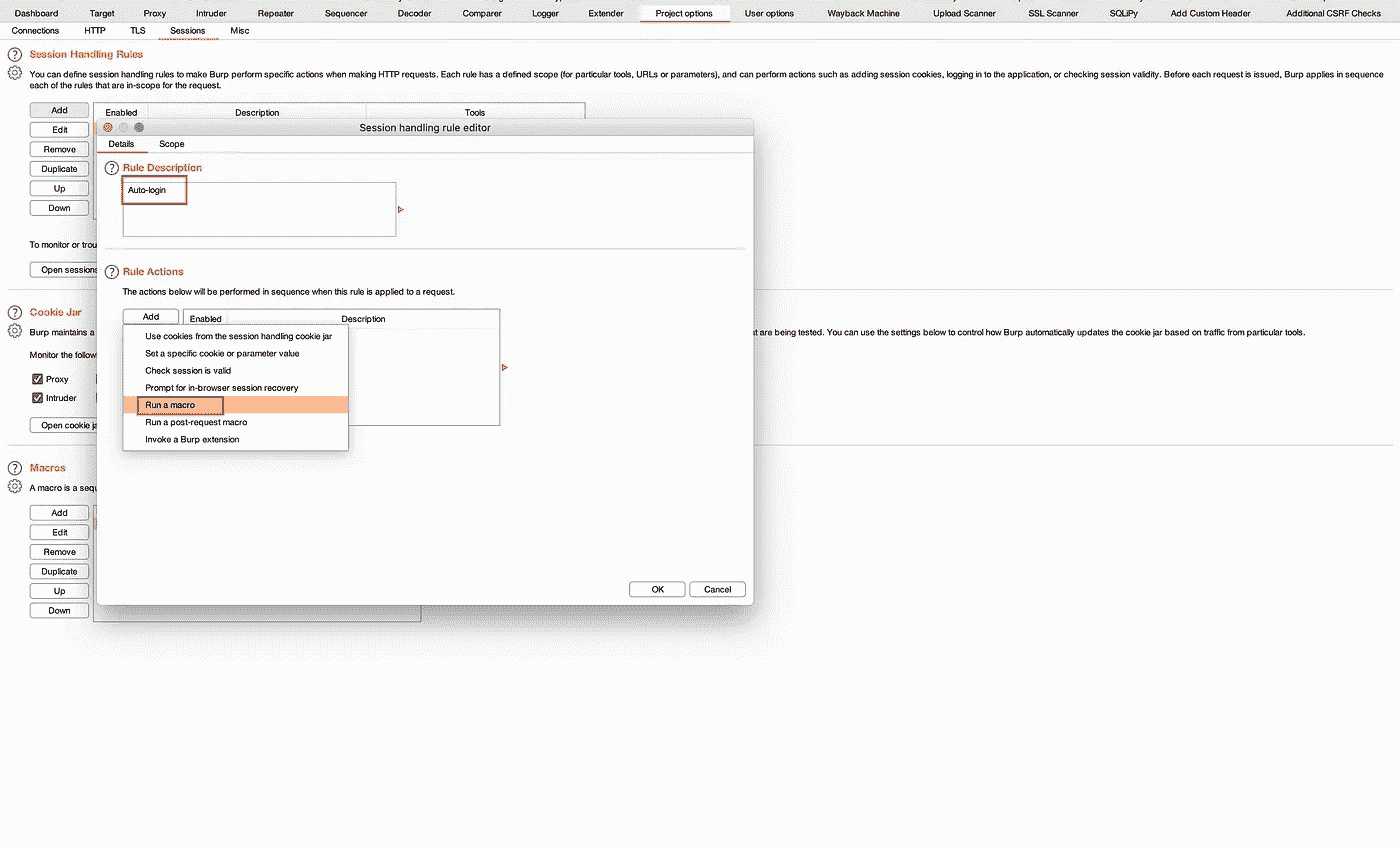 Dashboard Target Proxy Intruder Repeater Sequencer Decoder Comparer Logger Extender Project options User options Wayback Machine Upload Scanner SSL Scanner SQLiPy Add Custom Header Additional CSRF Checks
Connections HTTP TLS Sessions Misc
Session Handling Rules
You can define session handling rules to make Burp perform specific actions when making HTTP requests. Each rule has a defined scope (for particular tools, URLs or parameters), and can perform actions such as adding session cookies, logging in to the application, or checking session validity. Before each request is issued, Burp applies in sequence
each of the rules that are in-scope for the request.
Add Enabled Description Tools
Edit
Remove
Duplicate
Up
Down
To monitor or trou
Open sessions
Session handling rule editor
Details Scope
Rule Description
Auto-login
Rule Actions
The actions below will be performed in sequence when this rule is applied to a request.
Add Enabled Description
Use cookies from the session handling cookie jar
Set a specific cookie or parameter value
Check session is valid
Prompt for in-browser session recovery
Run a macro
Run a post-request macro
Invoke a Burp extension
OK Cancel
Cookie Jar
Burp maintains a at are being tested. You can use the settings below to control how Burp automatically updates the cookie jar based on traffic from particular tools.
Monitor the follow
Proxy
Intruder
Open cookie ja
Macros
A macro is a sequ
Add
Edit
Remove
Duplicate
Up
Down